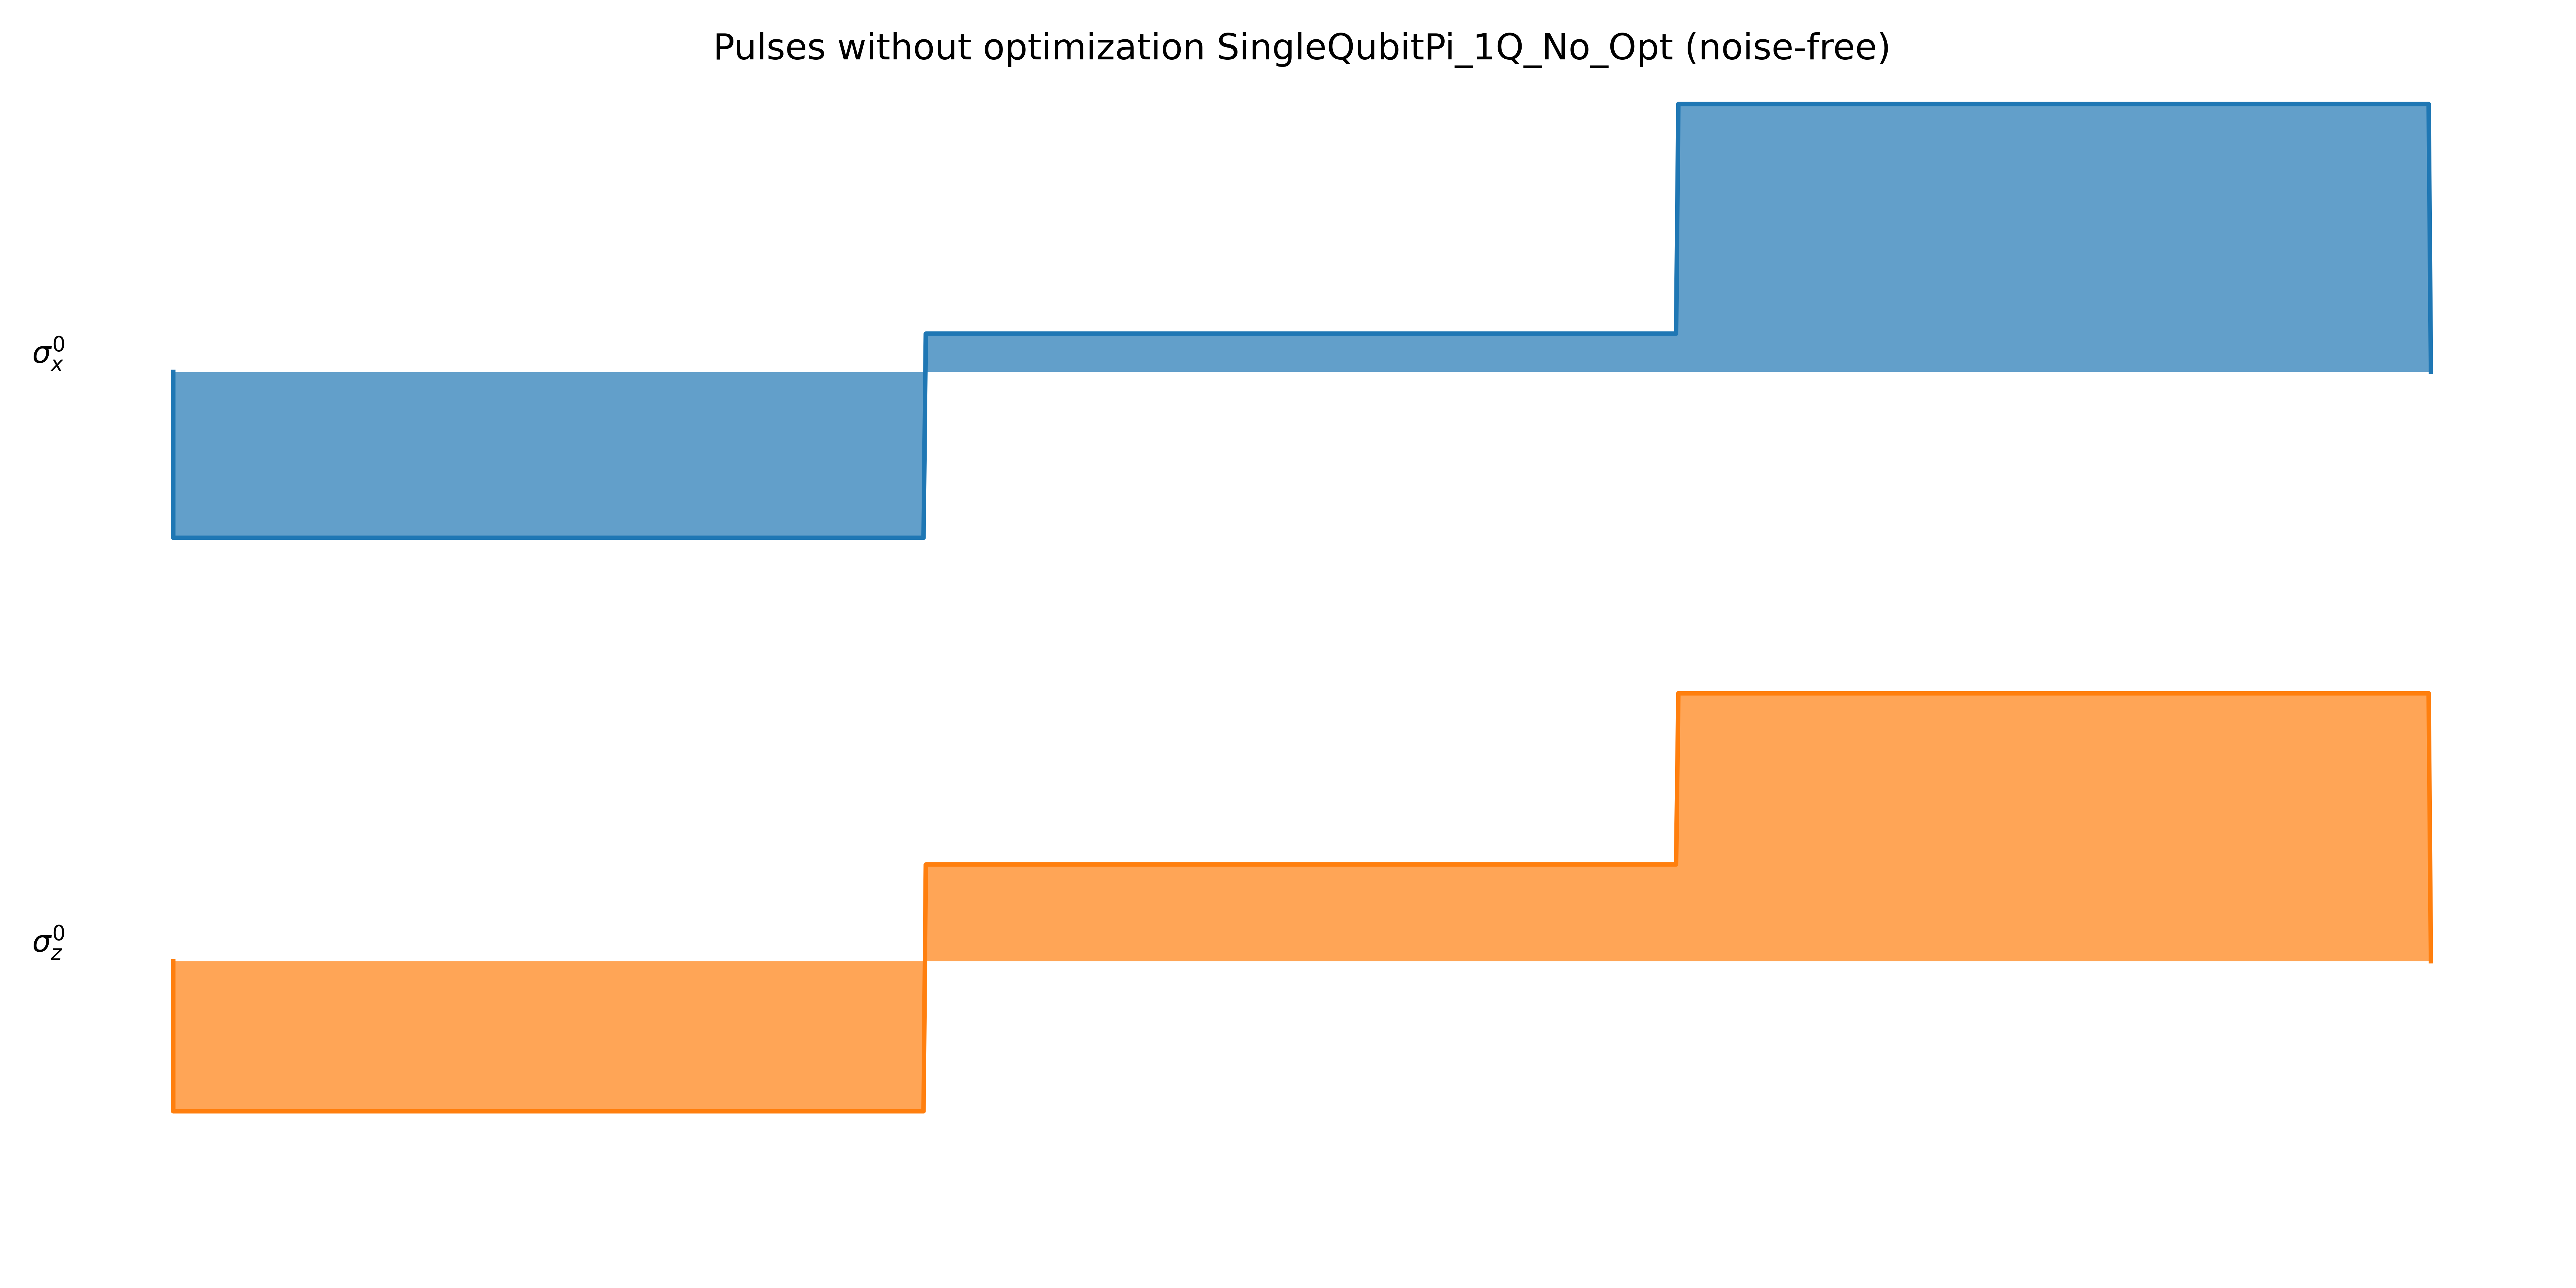 Pulses without optimization SingleQubitPi_1Q_No_Opt (noise-free)
σ_x^0
σ_z^0